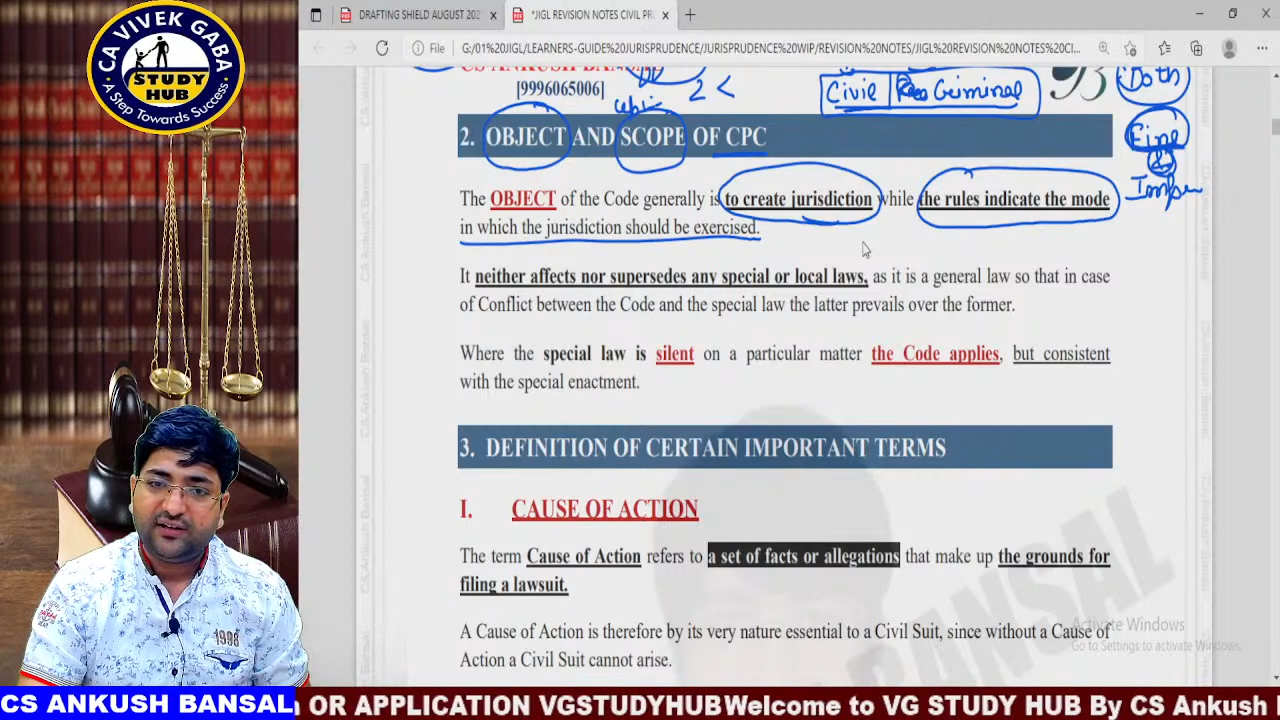 CA VIVEK GABA
STUDY
HUB
A Step Towards Success
DRAFTING SHIELD AUGUST 2021
*JIGL REVISION NOTES CIVIL PRO
File
G:/01%20JIGL/LEARNERS-GUIDE%20JURISPRUDENCE/JURISPRUDENCE%20WIP/REVISION%20NOTES/JIGL%20REVISION%20NOTES%20CI...
CS ANKUSH BANSAL
[9996065006]
2 <
Civil Criminal
Both
Fine
&
2. OBJECT AND SCOPE OF CPC
The OBJECT of the Code generally is to create jurisdiction while the rules indicate the mode
in which the jurisdiction should be exercised.
It neither affects nor supersedes any special or local laws, as it is a general law so that in case
of Conflict between the Code and the special law the latter prevails over the former.
Where the special law is silent on a particular matter the Code applies, but consistent
with the special enactment.
3. DEFINITION OF CERTAIN IMPORTANT TERMS
I. CAUSE OF ACTION
The term Cause of Action refers to a set of facts or allegations that make up the grounds for
filing a lawsuit.
A Cause of Action is therefore by its very nature essential to a Civil Suit, since without a Cause of
Action a Civil Suit cannot arise.
BANSAL
Activate Windows
Go to Settings to activate Windows.
1998
CS ANKUSH BANSAL
OR APPLICATION VGSTUDYHUBWelcome to VG STUDY HUB By CS Ankush